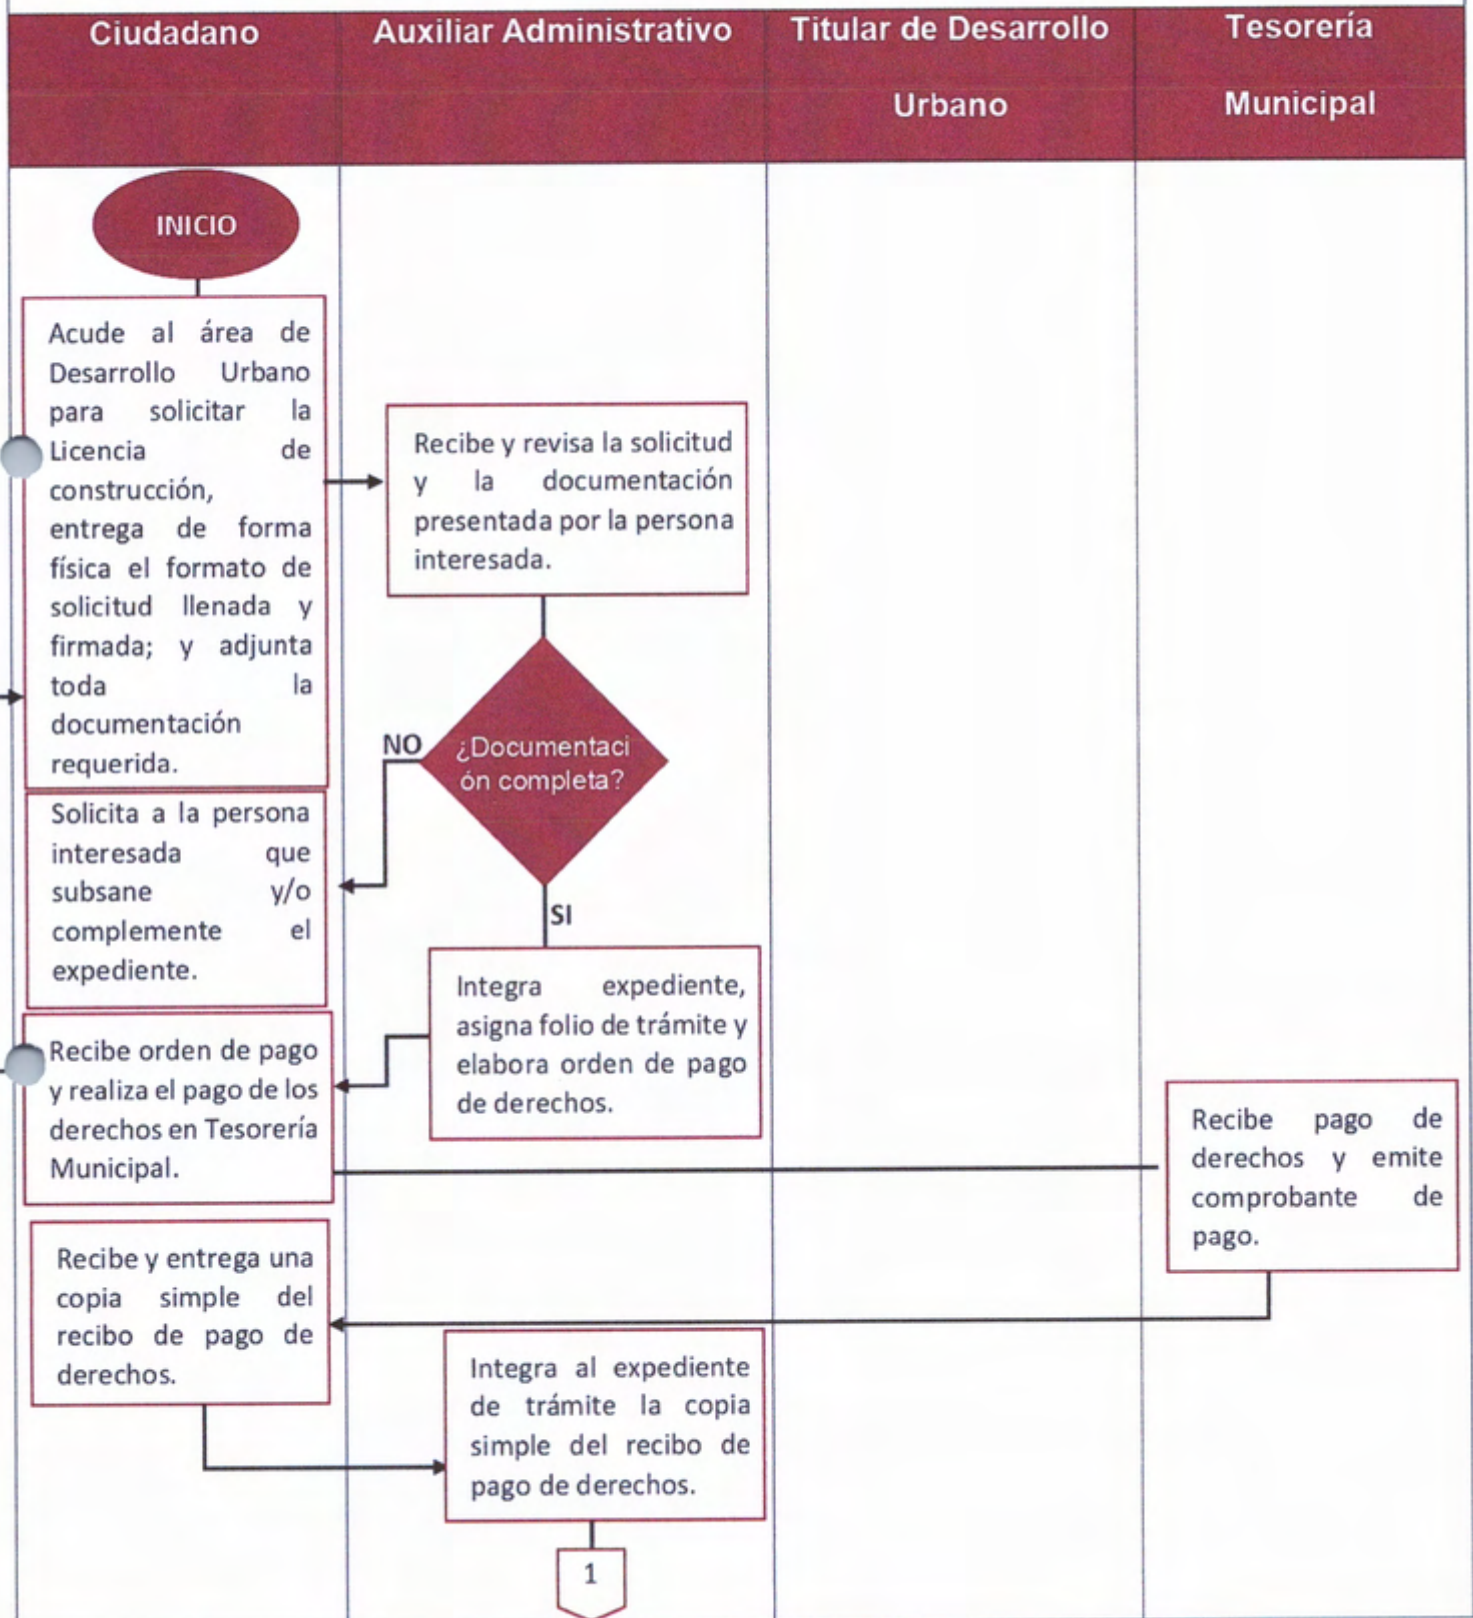 Ciudadano
Auxiliar Administrativo
Titular de Desarrollo
Urbano
Tesorería
Municipal
INICIO
Acude al área de
Desarrollo Urbano
para solicitar la
Licencia de
construcción,
entrega de forma
física el formato de
solicitud llenada y
firmada; y adjunta
toda la
documentación
requerida.
Recibe y revisa la solicitud
y la documentación
presentada por la persona
interesada.
¿Documentaci
ón completa?
NO
Solicita a la persona
interesada que
subsane y/o
complemente el
expediente.
SI
Integra expediente,
asigna folio de trámite y
elabora orden de pago
de derechos.
Recibe orden de pago
y realiza el pago de los
derechos en Tesorería
Municipal.
Recibe pago de
derechos y emite
comprobante de
pago.
Recibe y entrega una
copia simple del
recibo de pago de
derechos.
Integra al expediente
de trámite la copia
simple del recibo de
pago de derechos.
1